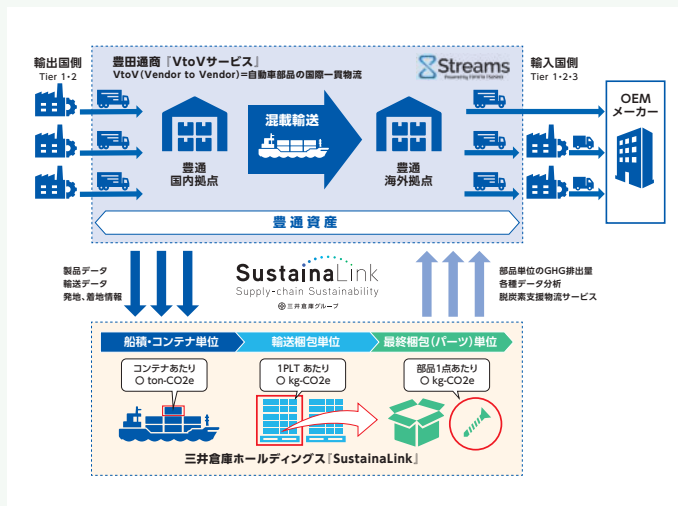 輸出国側
Tier 1・2
豊田通商『VtoVサービス』
VtoV(Vendor to Vendor)=自動車部品の国際一貫物流
Streams
輸入国側
Tier 1・2・3
OEM
メーカー
混載輸送
豊通
国内拠点
豊通
海外拠点
豊通資産
製品データ
輸送データ
発地、着地情報
SustainaLink
Supply-chain Sustainability
三井倉庫グループ
部品単位のGHG排出量
各種データ分析
脱炭素支援物流サービス
船積・コンテナ単位
輸送梱包単位
最終梱包(パーツ)単位
コンテナあたり
○ ton-CO2e
1PLT あたり
○ kg-CO2e
部品1点あたり
○ kg-CO2e
三井倉庫ホールディングス『SustainaLink』